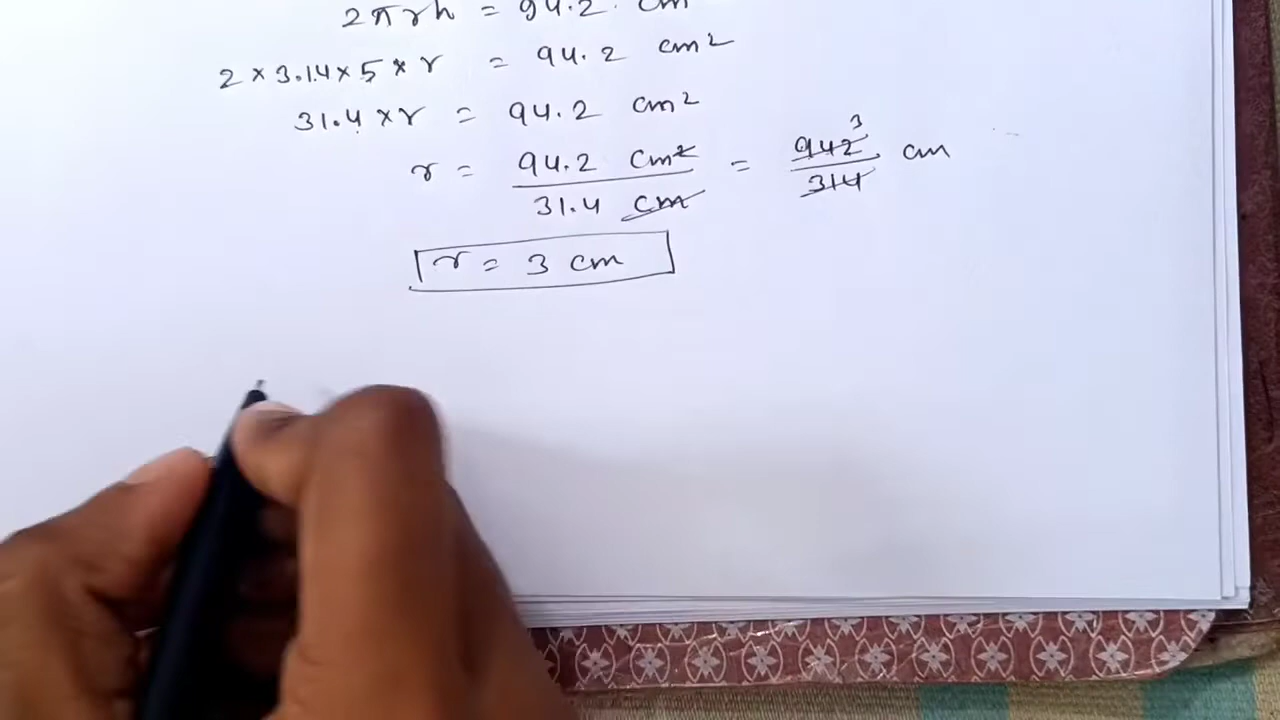 2πrh = 94.2 cm
2 × 3.14 × 5 × r = 94.2 cm²
31.4 × r = 94.2 cm²
r = 94.2 cm² / 31.4 cm = 942 3 / 314 cm
r = 3 cm